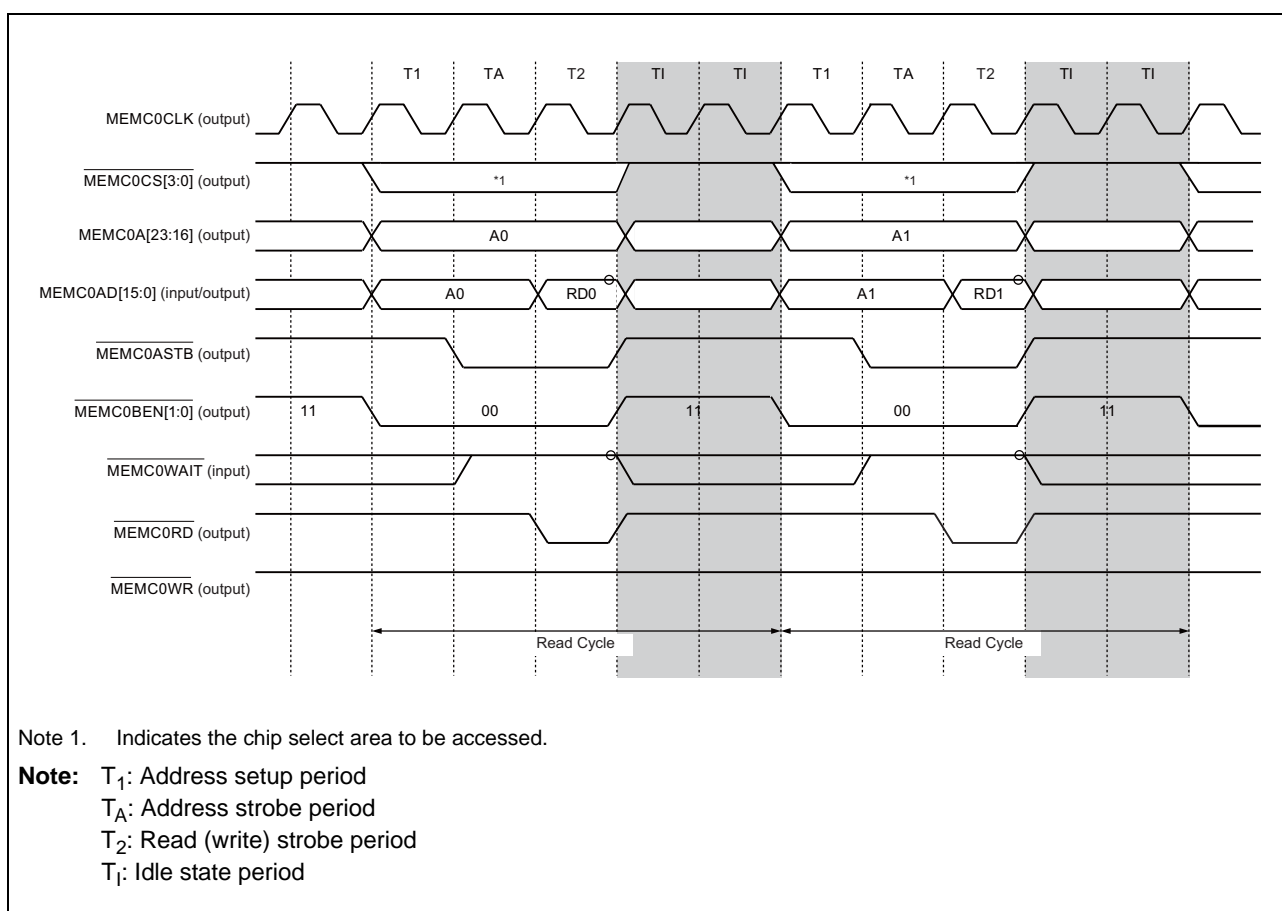 T1 TA T2 TI TI T1 TA T2 TI TI
MEMC0CLK (output)
MEMC0CS[3:0] (output) *1 *1
MEMC0A[23:16] (output) A0 A1
MEMC0AD[15:0] (input/output) A0 RD0 A1 RD1
MEMC0ASTB (output)
MEMC0BEN[1:0] (output) 11 00 11 00 11
MEMC0WAIT (input)
MEMC0RD (output)
MEMC0WR (output)
Read Cycle Read Cycle
Note 1. Indicates the chip select area to be accessed.
Note: T1: Address setup period
TA: Address strobe period
T2: Read (write) strobe period
TI: Idle state period